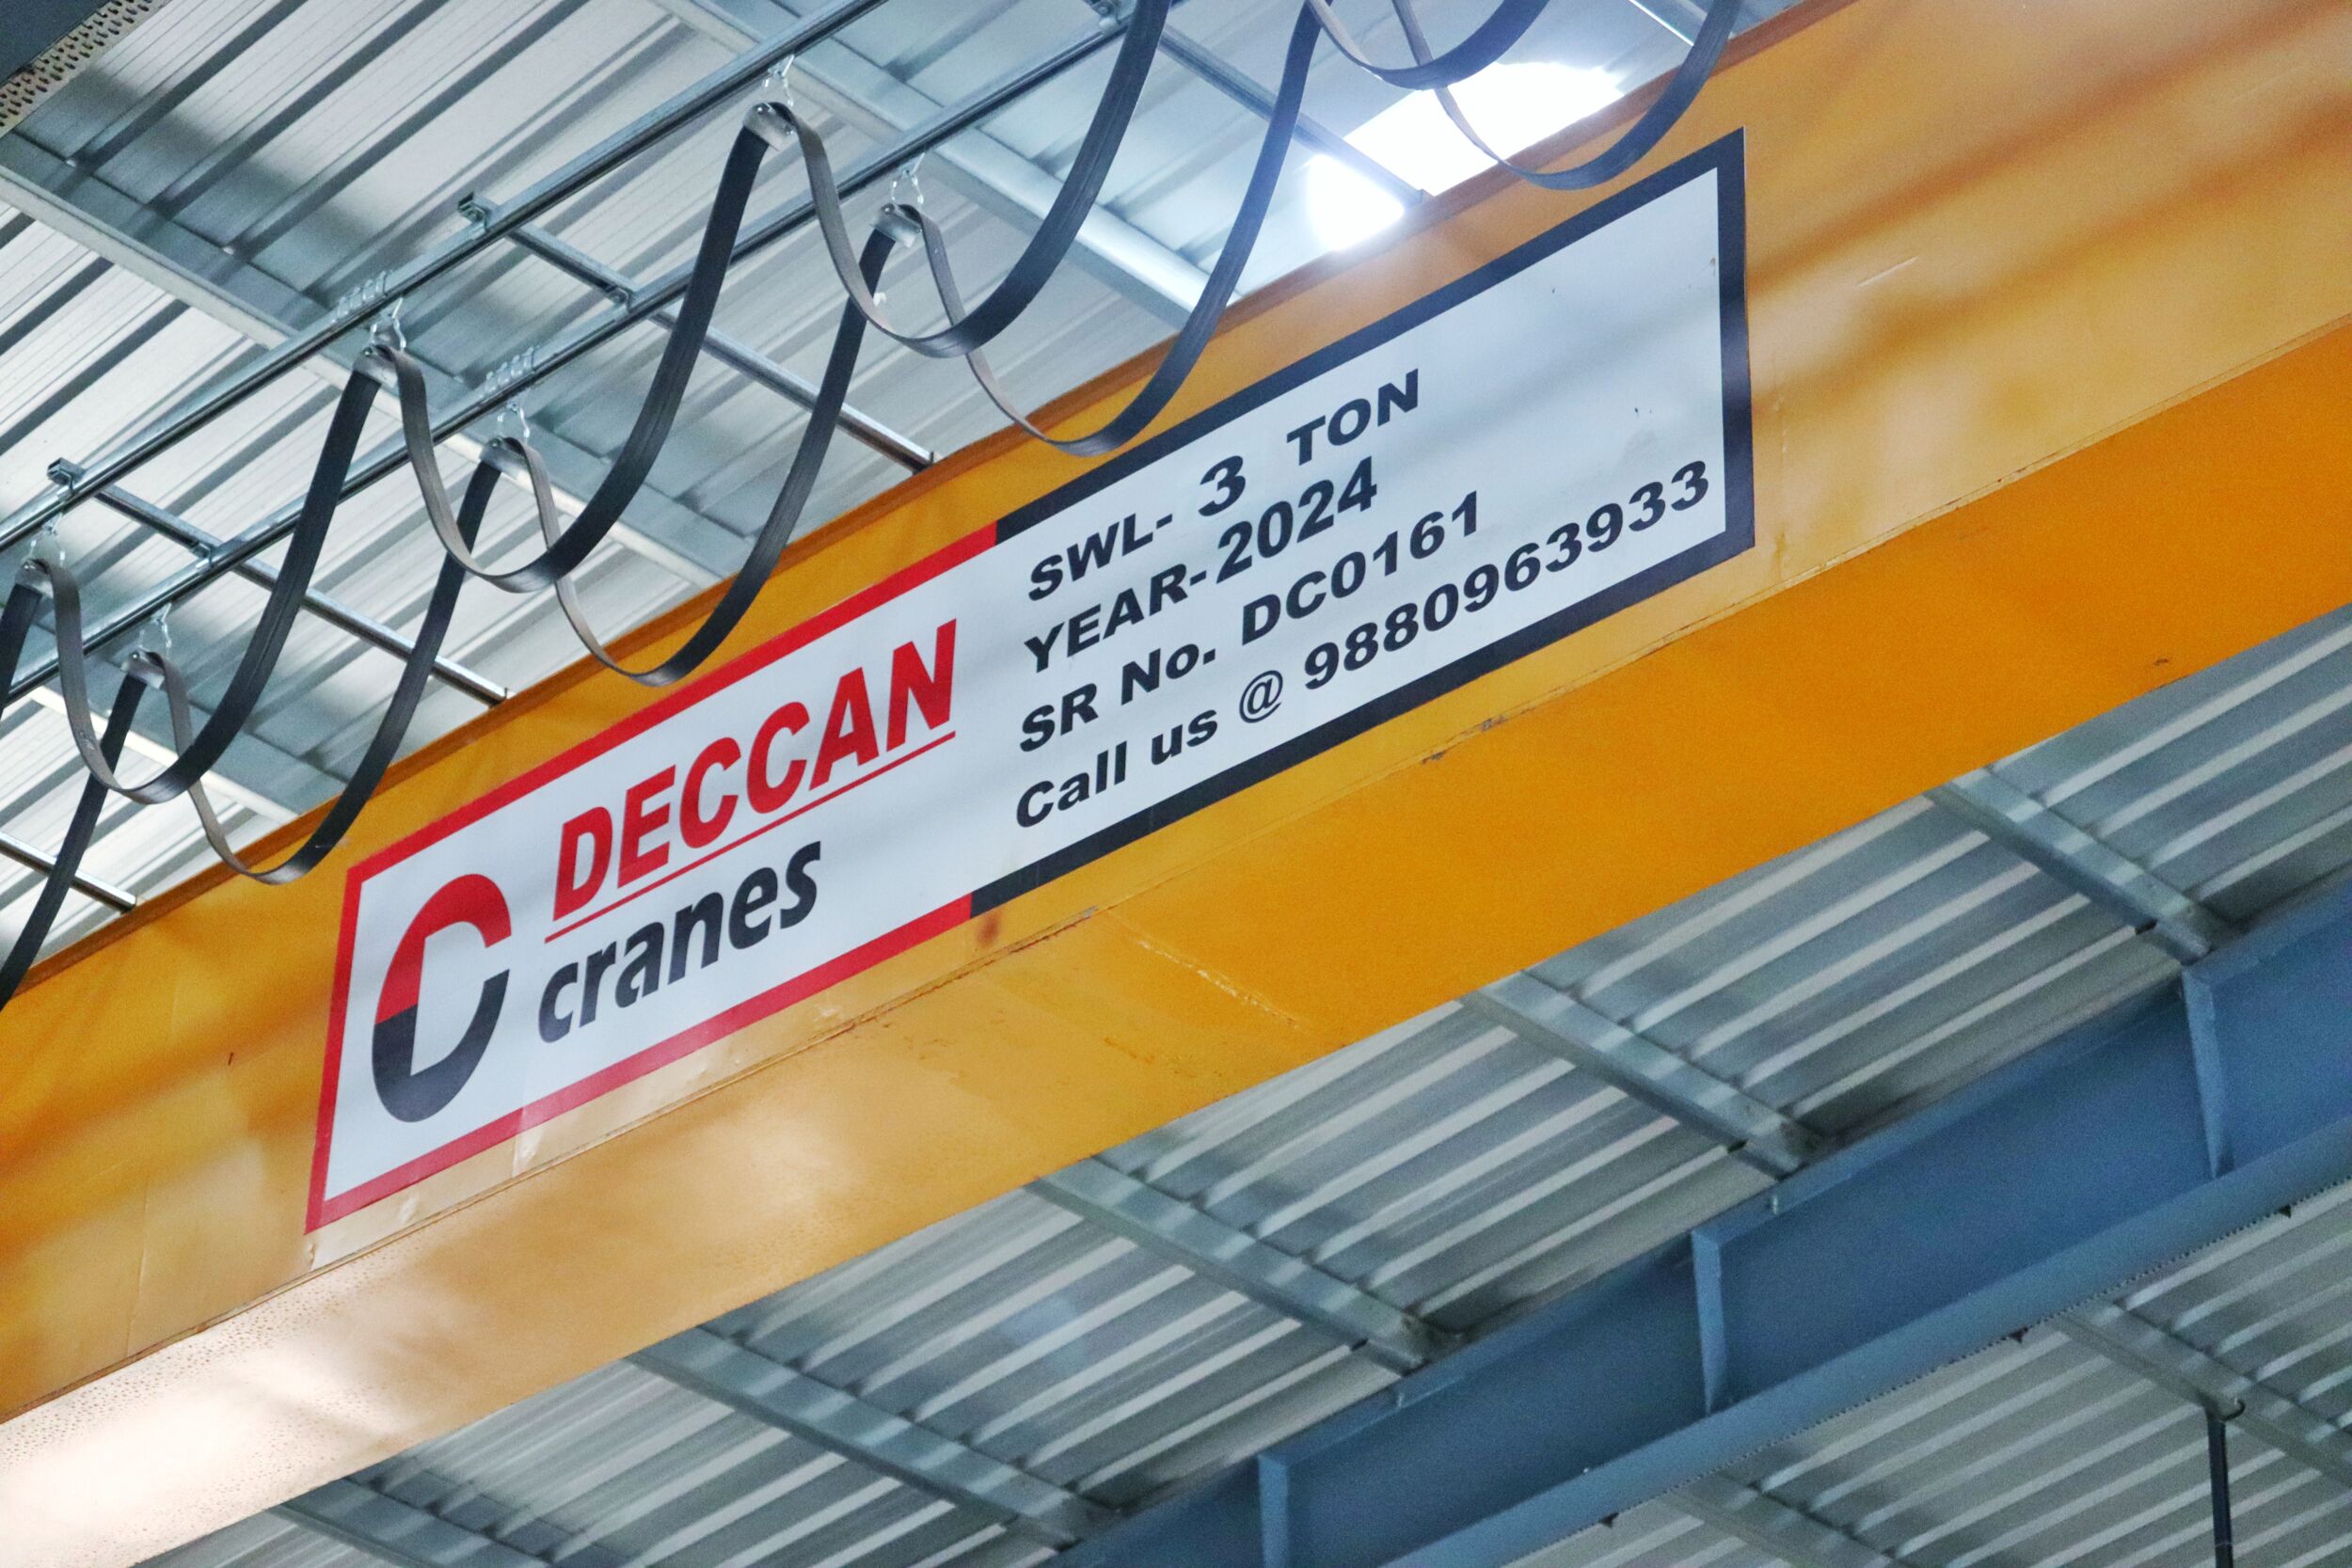 DECCAN
cranes
SWL- 3 TON
YEAR-2024
SR No. DC0161
Call us @ 9880963933